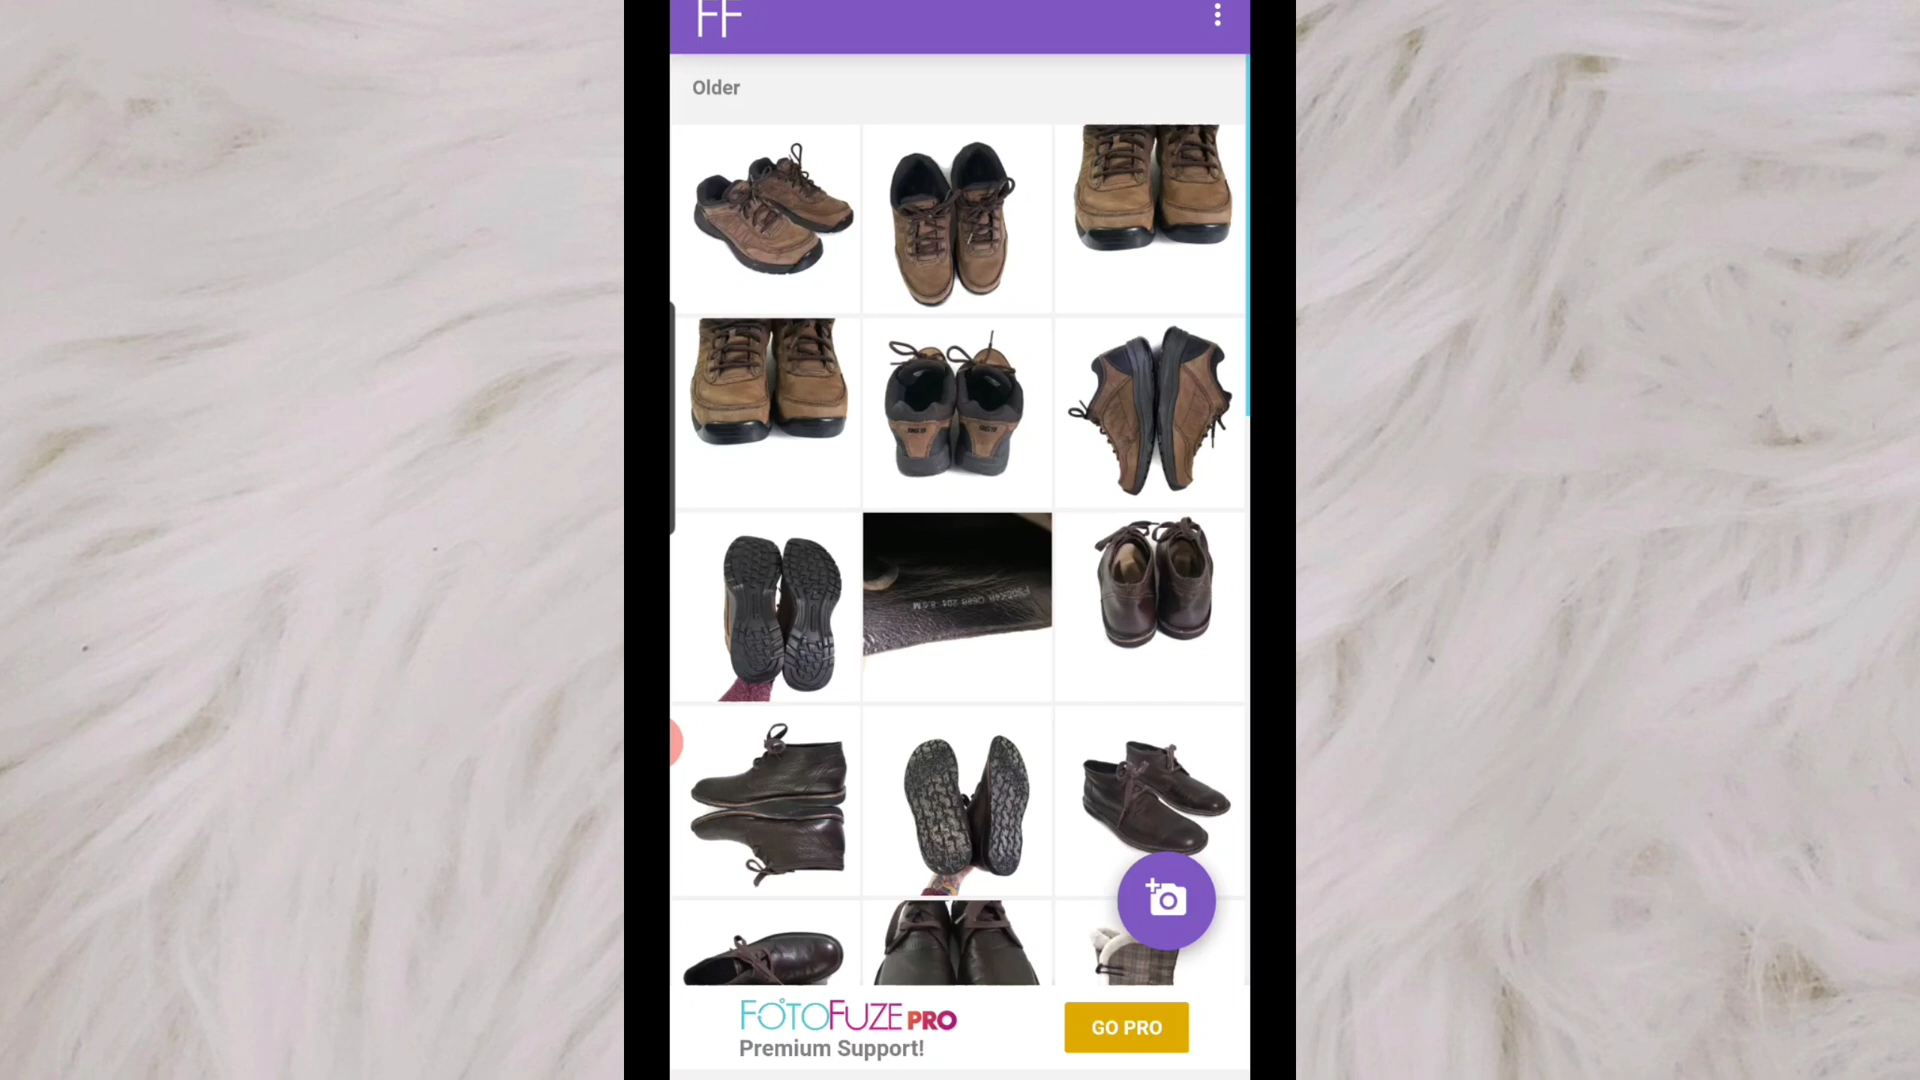 FF
Older
FOTOFUZE PRO
Premium Support!
GO PRO